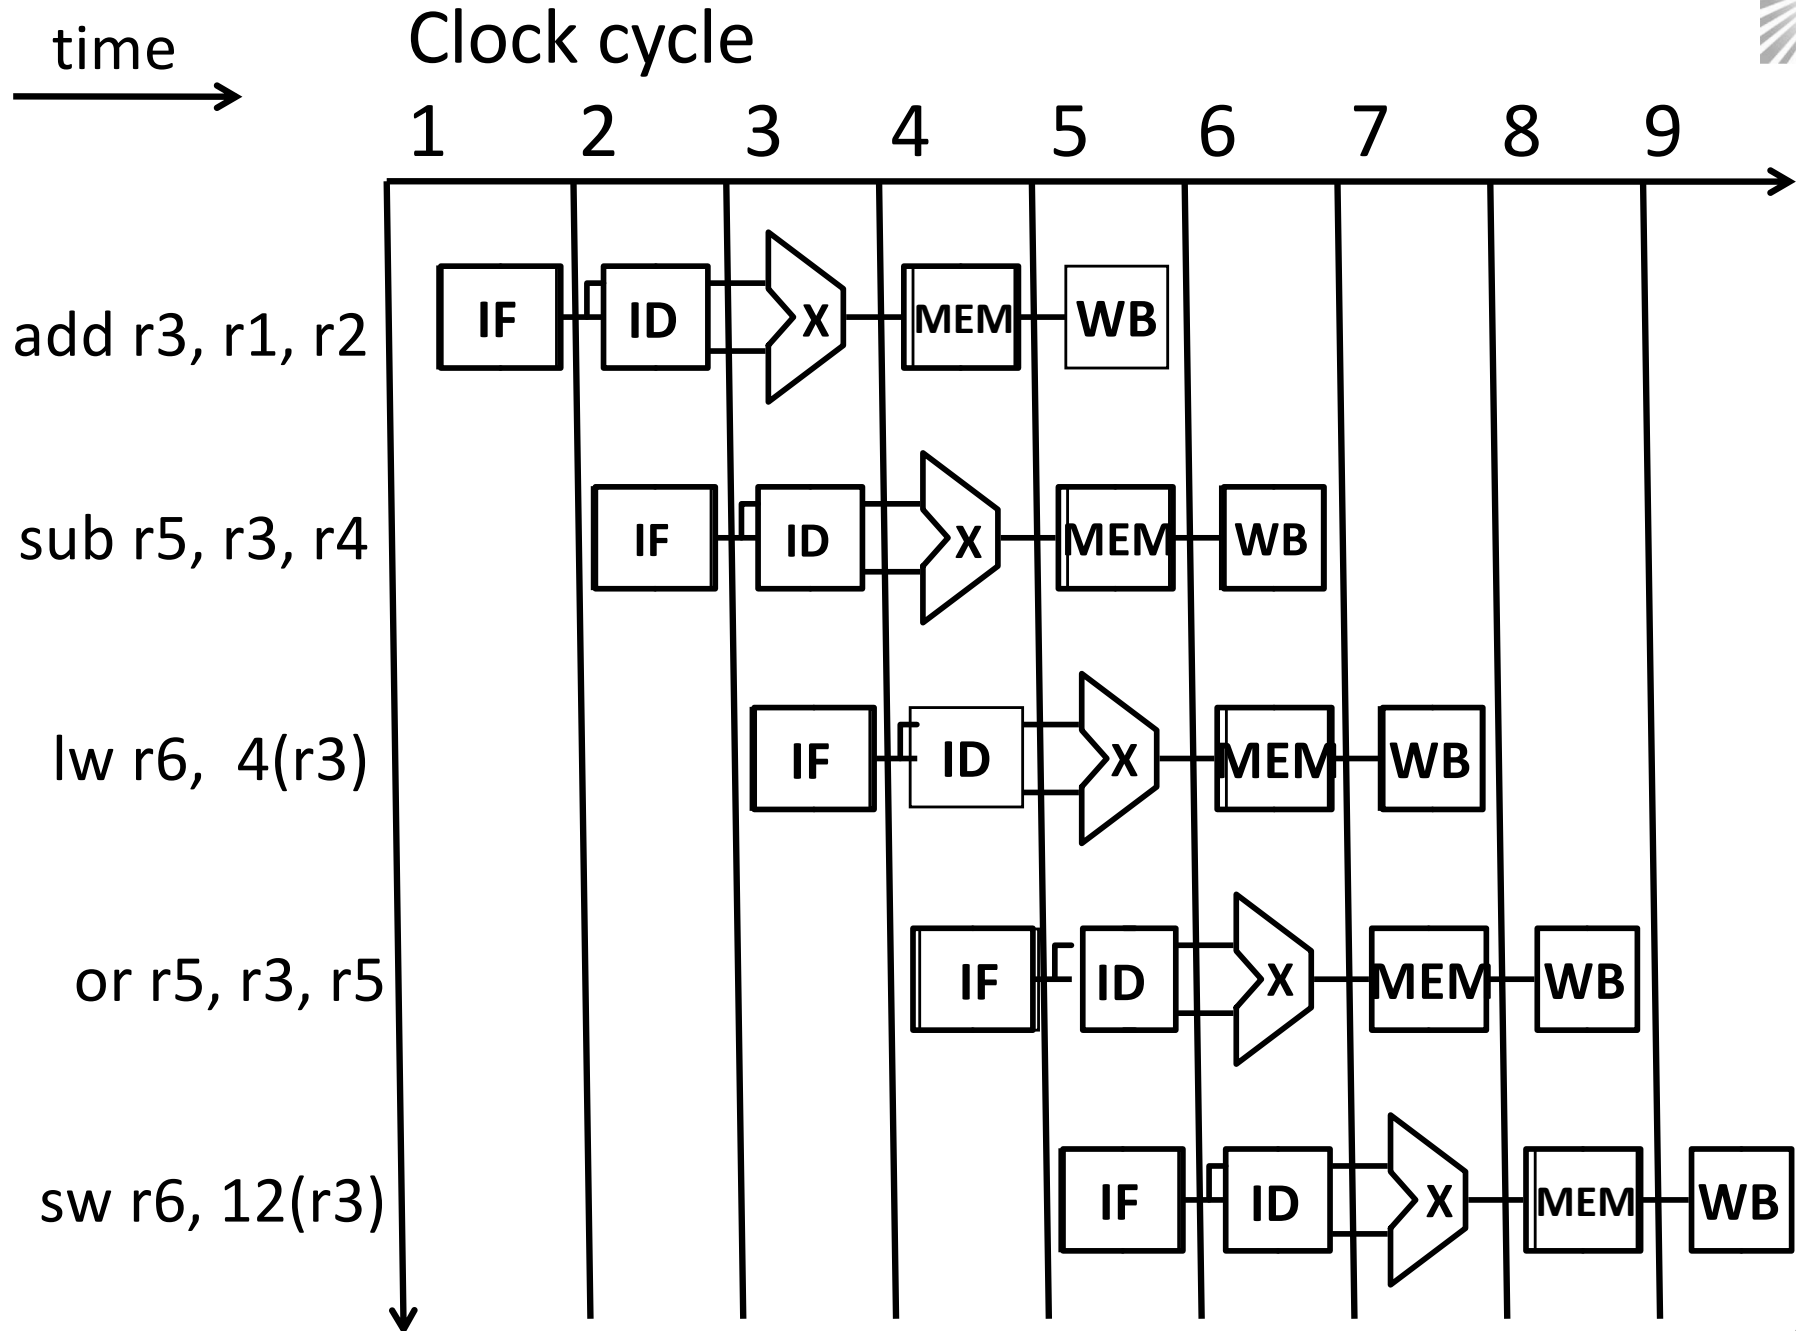 time
Clock cycle
1 2 3 4 5 6 7 8 9
add r3, r1, r2 IF ID X MEM WB
sub r5, r3, r4 IF ID X MEM WB
lw r6, 4(r3) IF ID X MEM WB
or r5, r3, r5 IF ID X MEM WB
sw r6, 12(r3) IF ID X MEM WB